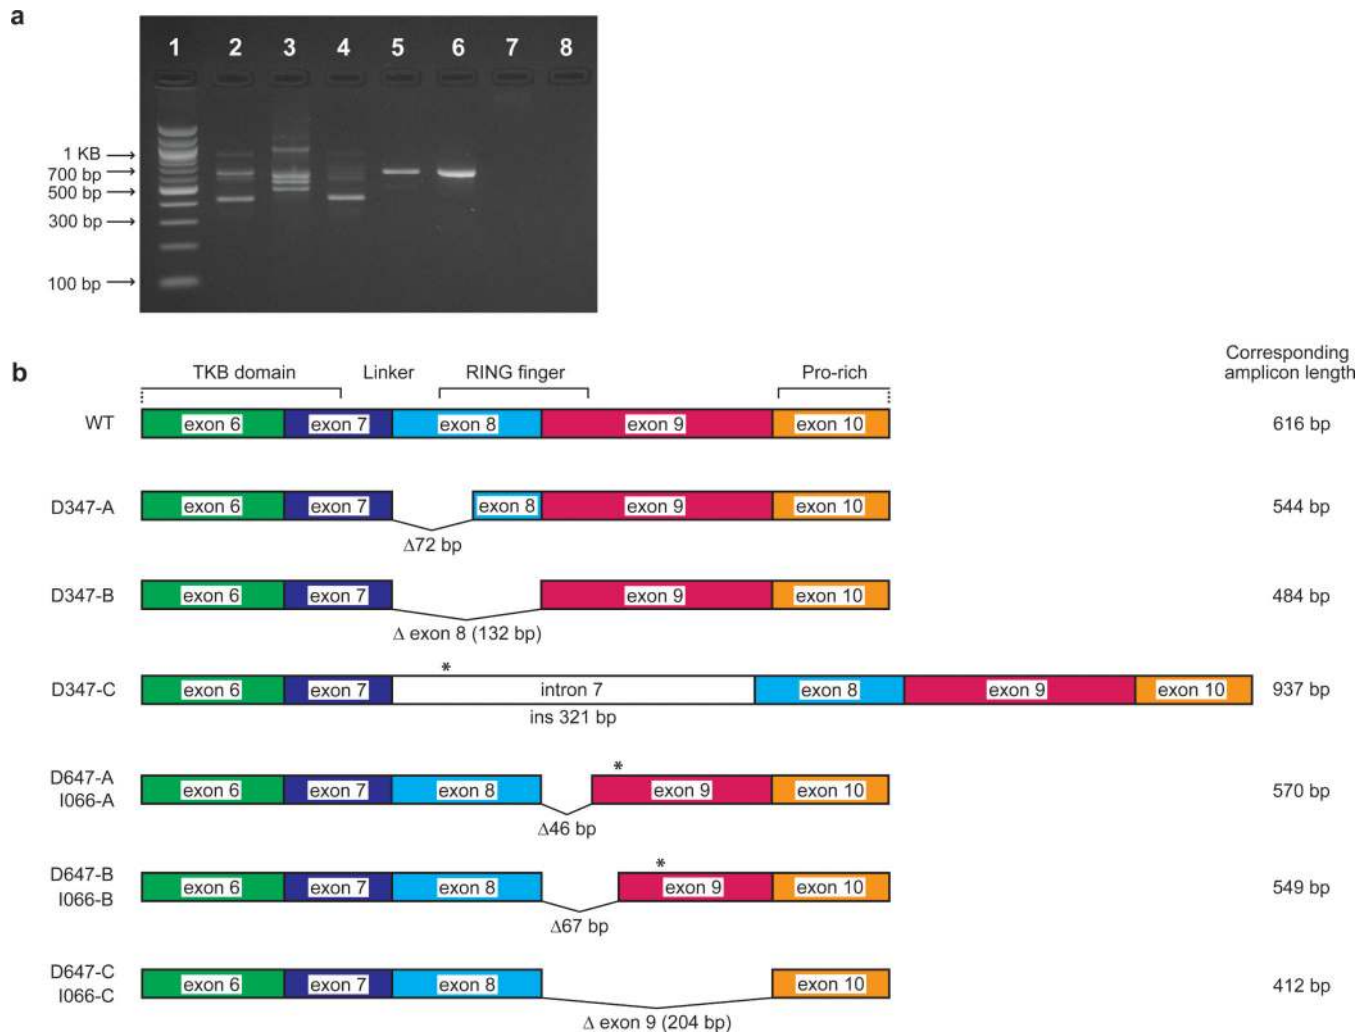 a
1 2 3 4 5 6 7 8
1 KB
700 bp
500 bp
300 bp
100 bp
b
TKB domain Linker RING finger Pro-rich
Corresponding
amplicon length
WT exon 6 exon 7 exon 8 exon 9 exon 10 616 bp
D347-A exon 6 exon 7 exon 8 exon 9 exon 10 544 bp
Δ72 bp
D347-B exon 6 exon 7 exon 9 exon 10 484 bp
Δ exon 8 (132 bp)
*
D347-C exon 6 exon 7 intron 7 exon 8 exon 9 exon 10 937 bp
ins 321 bp
*
D647-A
I066-A
exon 6 exon 7 exon 8 exon 9 exon 10 570 bp
Δ46 bp
*
D647-B
I066-B
exon 6 exon 7 exon 8 exon 9 exon 10 549 bp
Δ67 bp
D647-C
I066-C
exon 6 exon 7 exon 8 exon 10 412 bp
Δ exon 9 (204 bp)